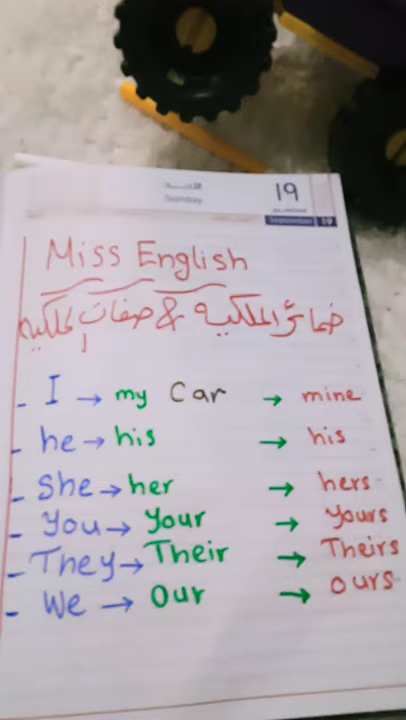 Sunday
19
September 19
Miss English
ضمائر الملكية & صفات الملكية
- I → my Car → mine
- he → his → his
- She → her → hers
- You → Your → Yours
- They → Their → Theirs
- We → Our → ours